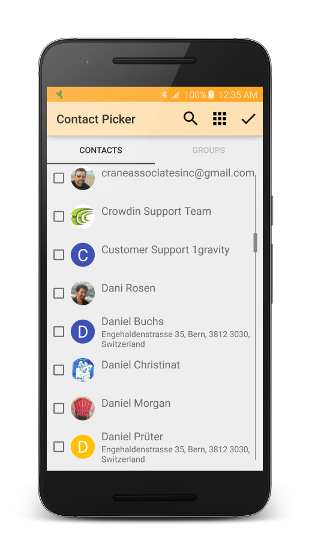 100% 12:35 AM
Contact Picker
CONTACTS GROUPS
craneassociatesinc@gmail.com
Crowdin Support Team
C Customer Support 1gravity
Dani Rosen
D Daniel Buchs
Engehaldenstrasse 35, Bern, 3812 3030,
Switzerland
Daniel Christinat
Daniel Morgan
D Daniel Prüter
Engehaldenstrasse 35, Bern, 3812 3030,
Switzerland